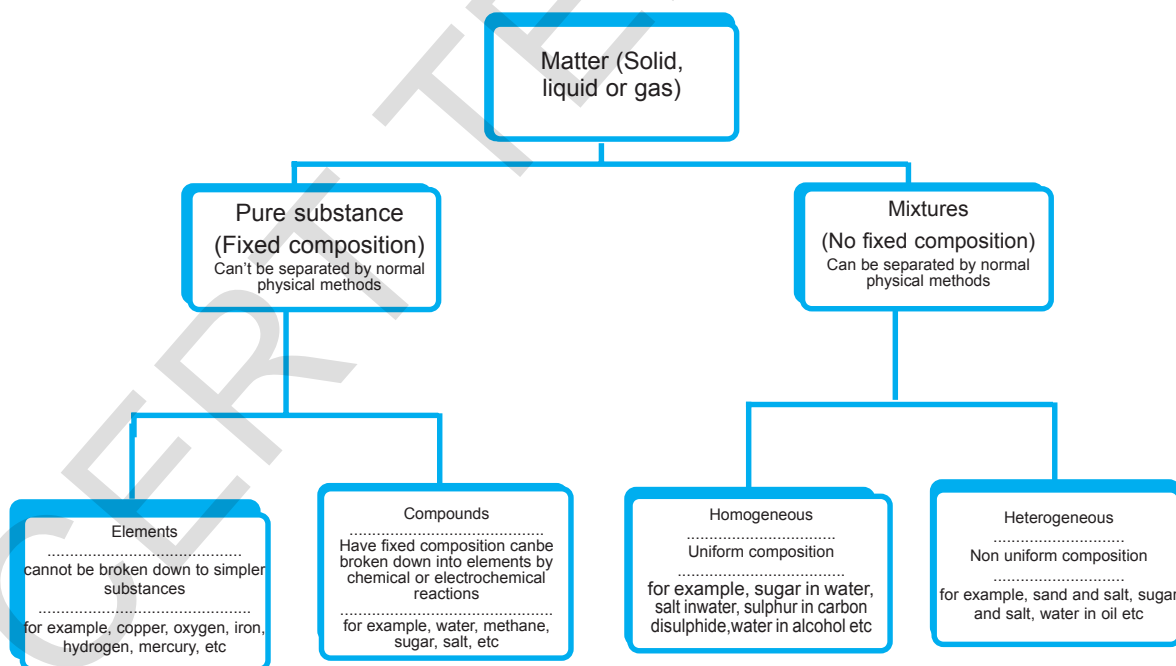 Matter (Solid,
liquid or gas)
Pure substance
(Fixed composition)
Can't be separated by normal
physical methods
Mixtures
(No fixed composition)
Can be separated by normal
physical methods
Elements
.................................................
cannot be broken down to simpler
substances
.......................................................
for example, copper, oxygen, iron,
hydrogen, mercury, etc
Compounds
.................................................
Have fixed composition canbe
broken down into elements by
chemical or electrochemical
reactions
......................................................
for example, water, methane,
sugar, salt, etc
Homogeneous
...............................
Uniform composition
...................................
for example, sugar in water,
salt inwater, sulphur in carbon
disulphide,water in alcohol etc
Heterogeneous
...............................
Non uniform composition
...............................
for example, sand and salt, sugar
and salt, water in oil etc